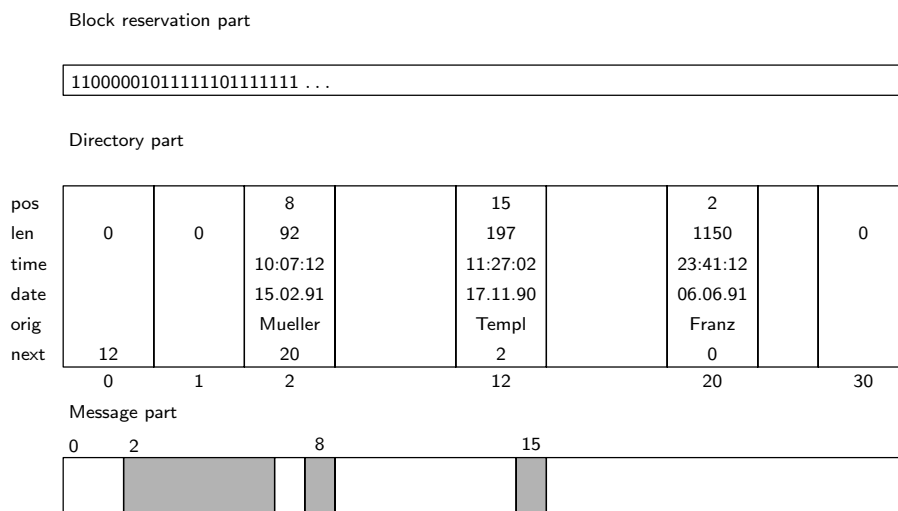 Block reservation part
11000001011111101111111 . . .
Directory part
pos 8 15 2
len 0 0 92 197 1150 0
time 10:07:12 11:27:02 23:41:12
date 15.02.91 17.11.90 06.06.91
orig Mueller Templ Franz
next 12 20 2 0
0 1 2 12 20 30
Message part
0 2 8 15